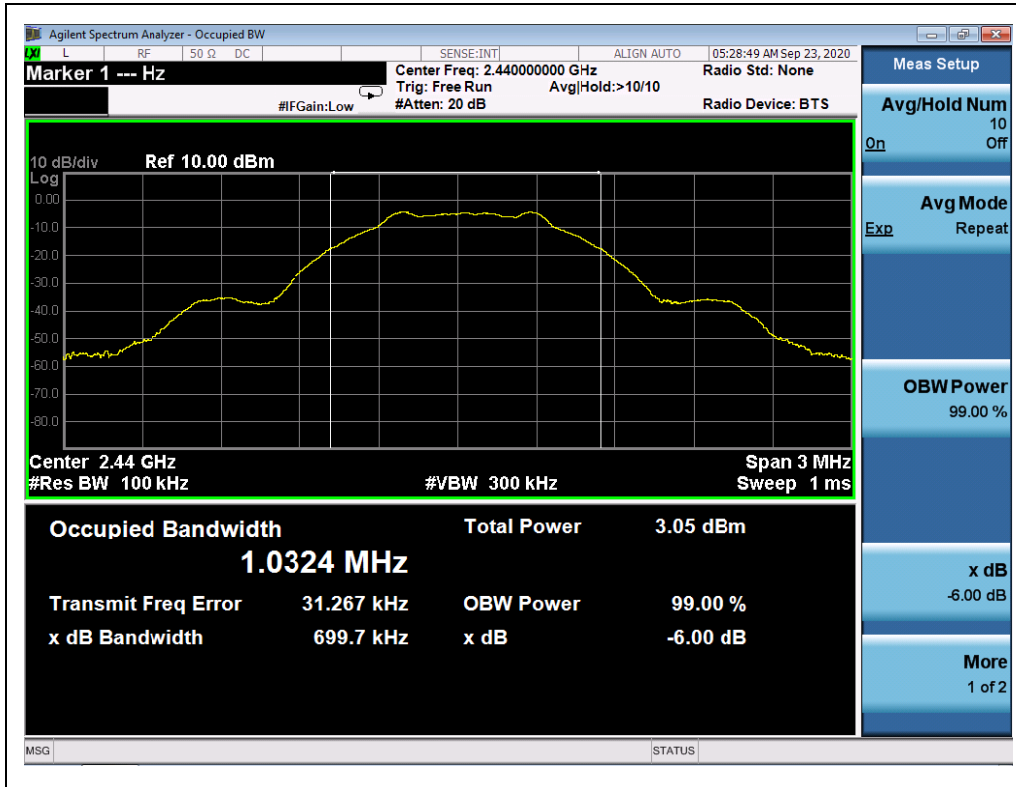 Agilent Spectrum Analyzer - Occupied BW
LXI L RF 50 Ω DC SENSE:INT ALIGN AUTO 05:28:49 AM Sep 23, 2020
Marker 1 --- Hz
Center Freq: 2.440000000 GHz Radio Std: None
Trig: Free Run Avg|Hold:>10/10
#IFGain:Low #Atten: 20 dB Radio Device: BTS
10 dB/div Ref 10.00 dBm
Log
0.00
-10.0
-20.0
-30.0
-40.0
-50.0
-60.0
-70.0
-80.0
Center 2.44 GHz Span 3 MHz
#Res BW 100 kHz #VBW 300 kHz Sweep 1 ms
Occupied Bandwidth Total Power 3.05 dBm
1.0324 MHz
Transmit Freq Error 31.267 kHz OBW Power 99.00 %
x dB Bandwidth 699.7 kHz x dB -6.00 dB
Meas Setup
Avg/Hold Num
10
On Off
Avg Mode
Exp Repeat
OBW Power
99.00 %
x dB
-6.00 dB
More
1 of 2
MSG STATUS